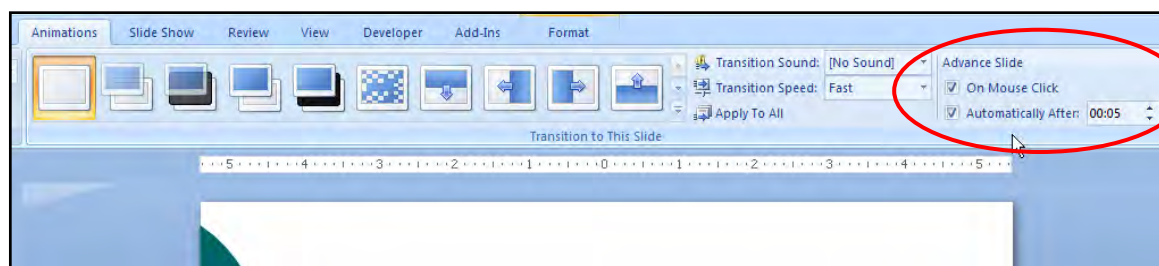 Animations Slide Show Review View Developer Add-Ins Format
Transition Sound: [No Sound] Advance Slide
Transition Speed: Fast On Mouse Click
Apply To All Automatically After: 00:05
Transition to This Slide
5 4 3 2 1 0 1 2 3 4 5